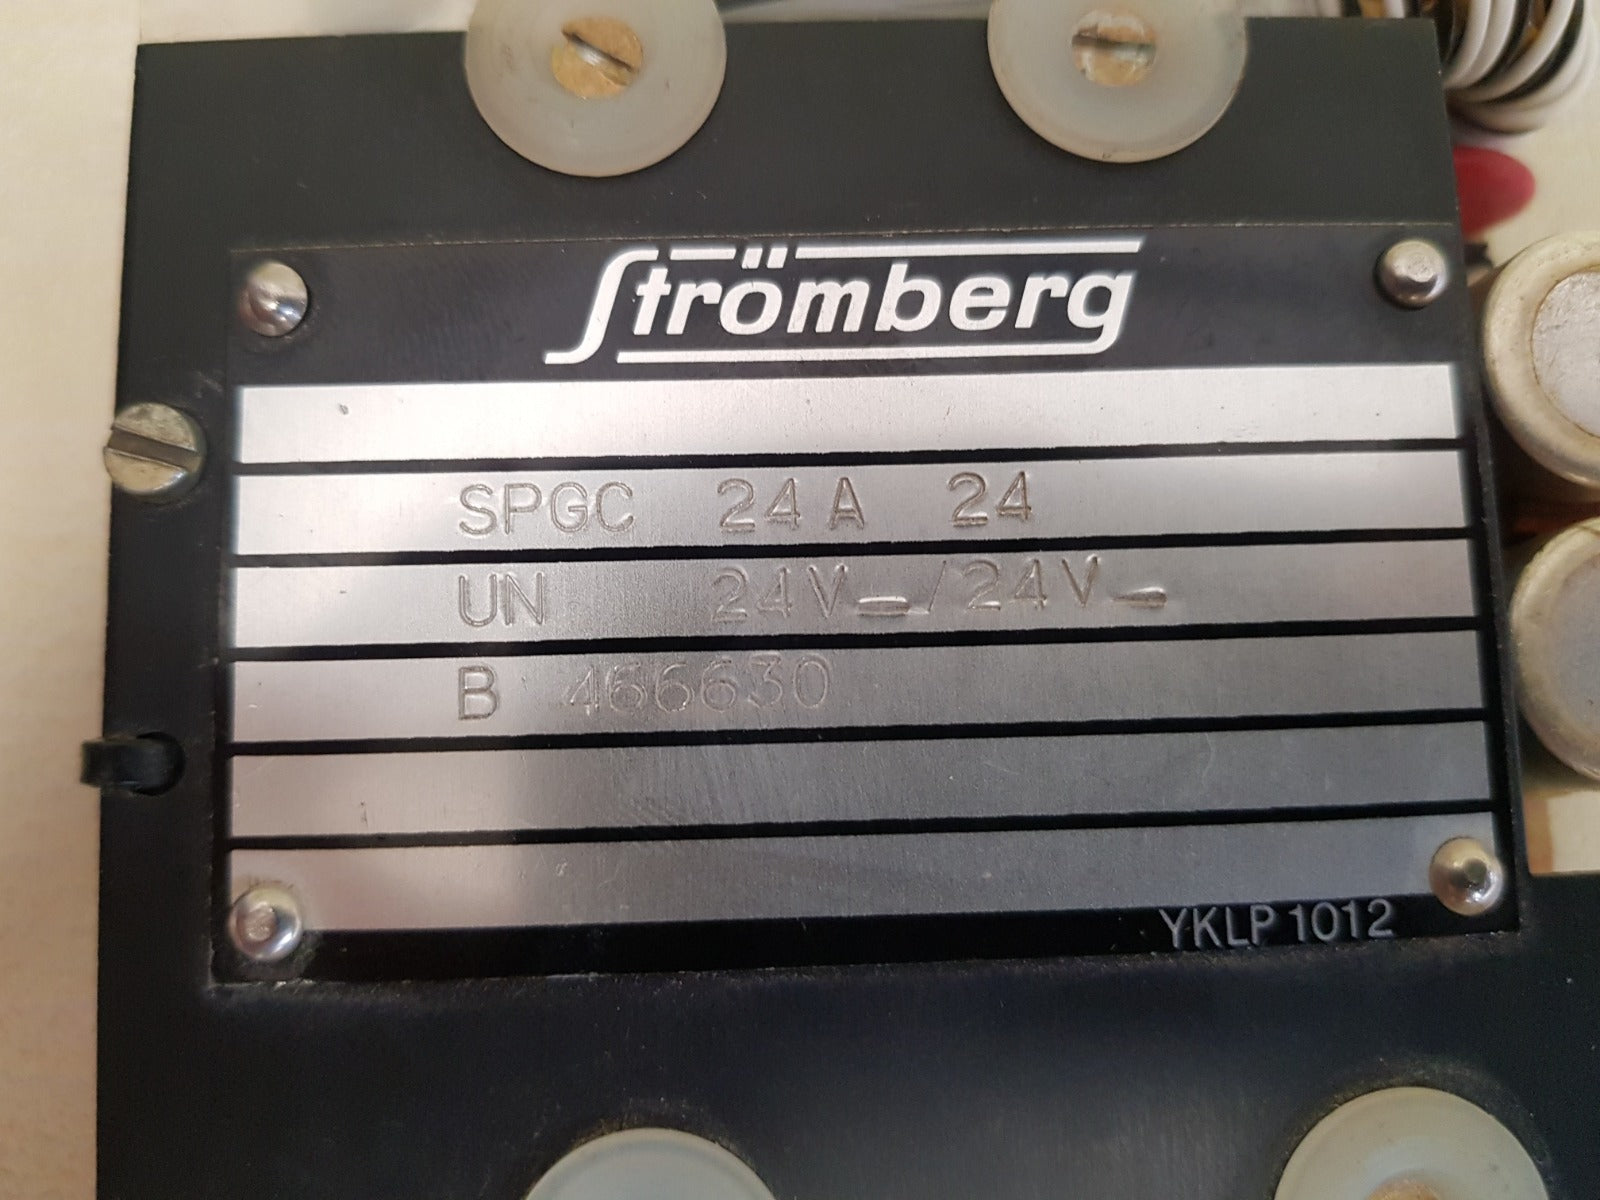 Strömberg
SPGC 24 A 24
UN 24V⎓/24V⎓
B 466630
YKLP 1012